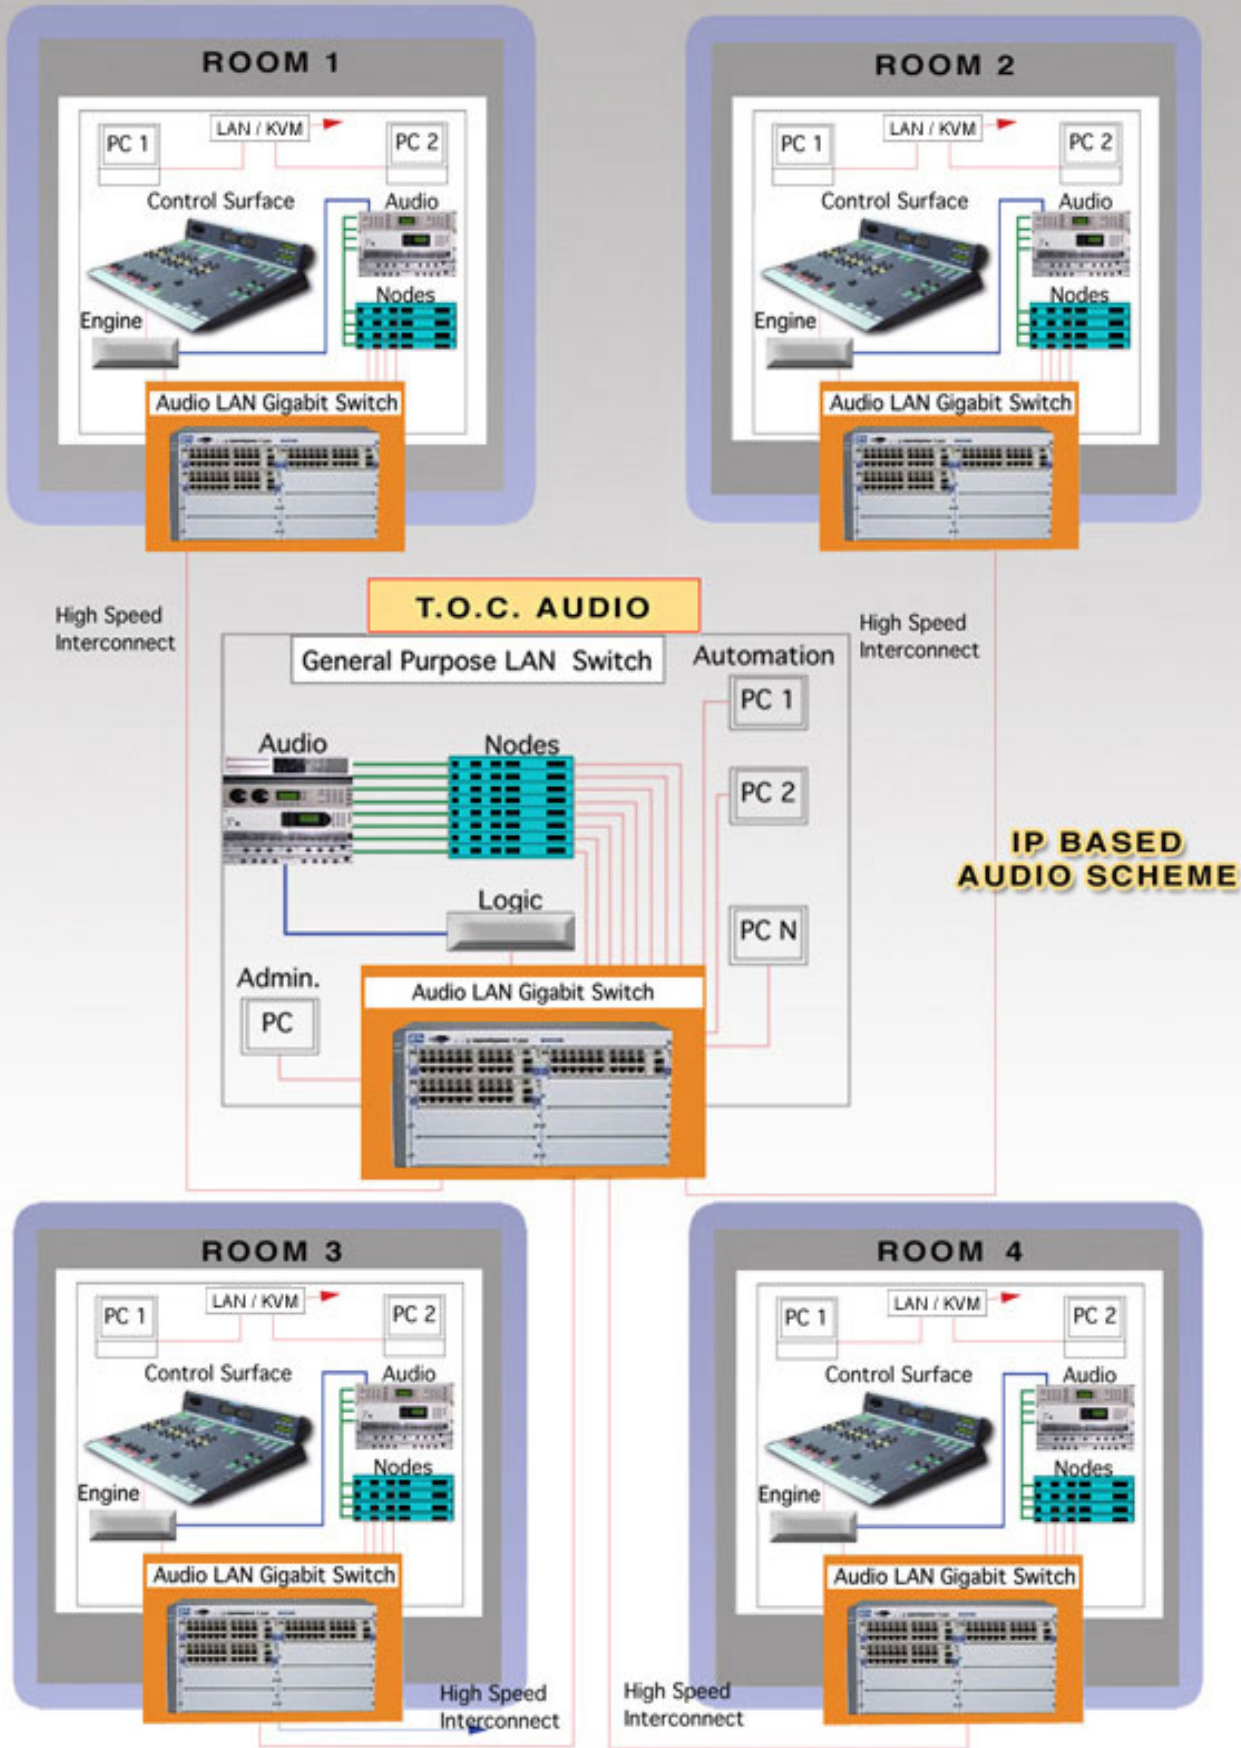 ROOM 1
PC 1
LAN / KVM
PC 2
Control Surface
Audio
Nodes
Engine
Audio LAN Gigabit Switch
ROOM 2
PC 1
LAN / KVM
PC 2
Control Surface
Audio
Nodes
Engine
Audio LAN Gigabit Switch
High Speed
Interconnect
T.O.C. AUDIO
General Purpose LAN Switch
Automation
High Speed
Interconnect
PC 1
Audio
Nodes
PC 2
IP BASED
AUDIO SCHEME
Logic
PC N
Admin.
PC
Audio LAN Gigabit Switch
ROOM 3
PC 1
LAN / KVM
PC 2
Control Surface
Audio
Nodes
Engine
Audio LAN Gigabit Switch
High Speed
Interconnect
ROOM 4
PC 1
LAN / KVM
PC 2
Control Surface
Audio
Nodes
Engine
Audio LAN Gigabit Switch
High Speed
Interconnect